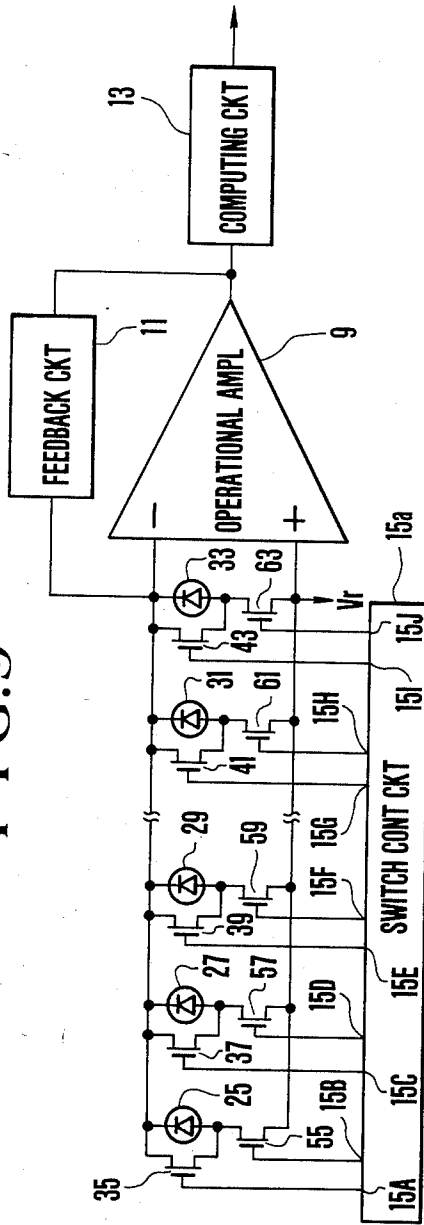 FIG.9
FEEDBACK CKT
11
13
COMPUTING CKT
OPERATIONAL AMPL
−
+
9
35
25
37
27
39
29
41
31
43
33
55
57
59
61
63
Vr
15A
15B
15C
15D
15E
15F
15G
15H
15I
15J
15a
SWITCH CONT CKT